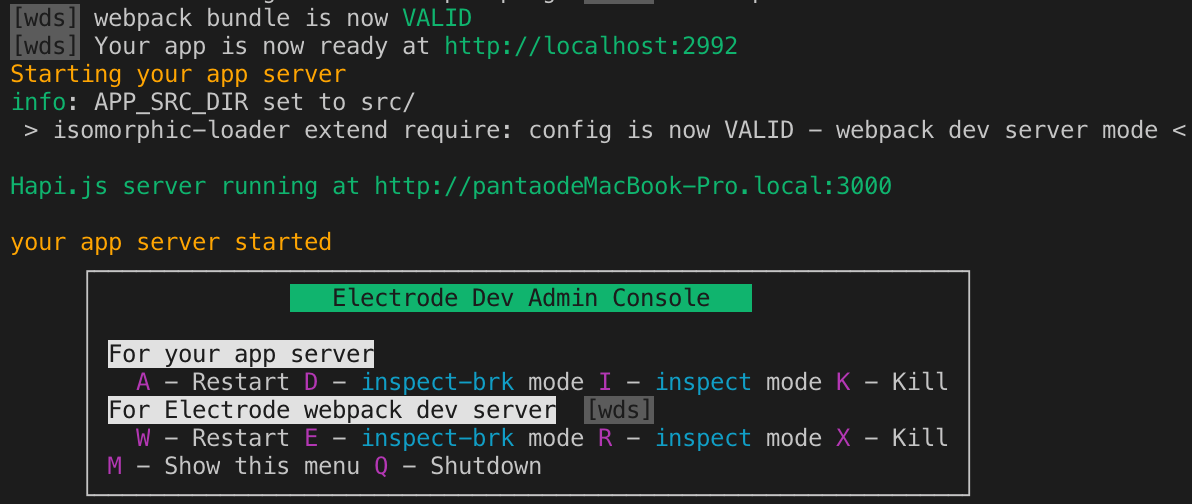 [wds] webpack bundle is now VALID
[wds] Your app is now ready at http://localhost:2992
Starting your app server
info: APP_SRC_DIR set to src/
> isomorphic-loader extend require: config is now VALID - webpack dev server mode <
Hapi.js server running at http://pantaodeMacBook-Pro.local:3000
your app server started
Electrode Dev Admin Console
For your app server
A - Restart D - inspect-brk mode I - inspect mode K - Kill
For Electrode webpack dev server [wds]
W - Restart E - inspect-brk mode R - inspect mode X - Kill
M - Show this menu Q - Shutdown